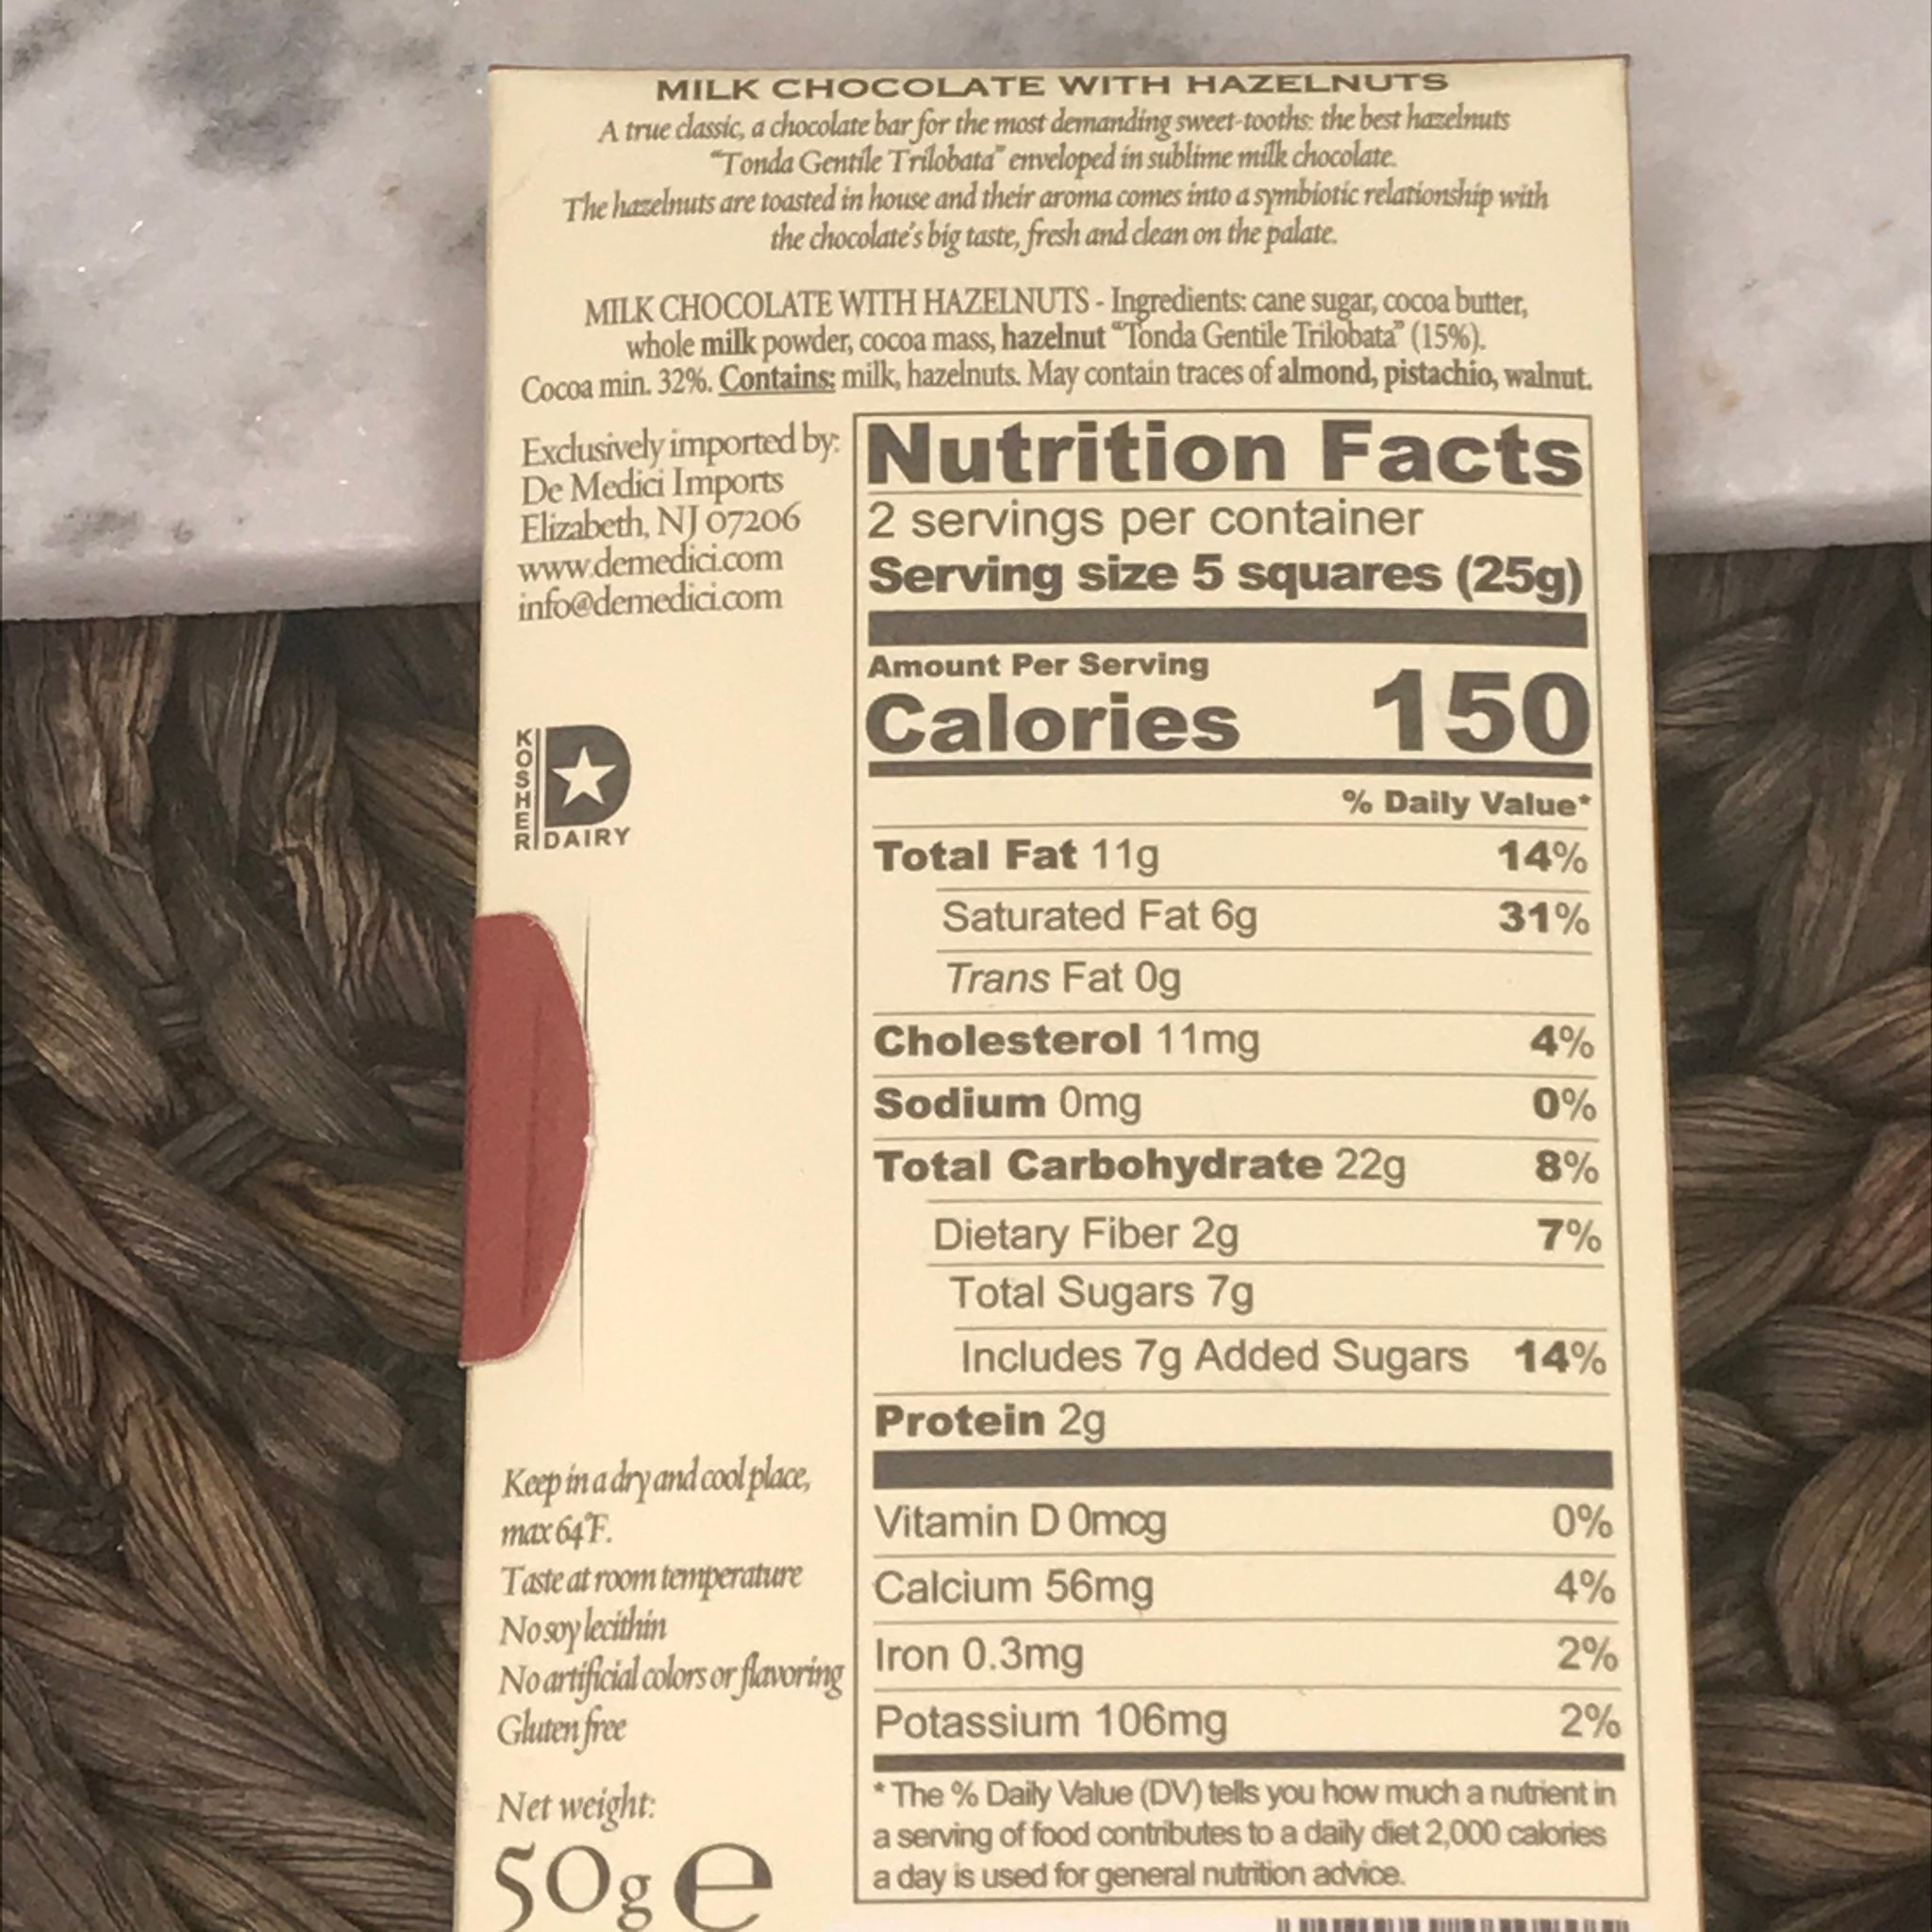 MILK CHOCOLATE WITH HAZELNUTS
A true classic, a chocolate bar for the most demanding sweet-tooths: the best hazelnuts
"Tonda Gentile Trilobata" enveloped in sublime milk chocolate.
The hazelnuts are toasted in house and their aroma comes into a symbiotic relationship with
the chocolate's big taste, fresh and clean on the palate.
MILK CHOCOLATE WITH HAZELNUTS - Ingredients: cane sugar, cocoa butter,
whole milk powder, cocoa mass, hazelnut "Tonda Gentile Trilobata" (15%).
Cocoa min. 32%. Contains: milk, hazelnuts. May contain traces of almond, pistachio, walnut.
Exclusively imported by:
De Medici Imports
Elizabeth, NJ 07206
www.demedici.com
info@demedici.com
KOSHER
D
DAIRY
Keep in a dry and cool place,
max 64°F.
Taste at room temperature
No soy lecithin
No artificial colors or flavoring
Gluten free
Net weight:
50g e
Nutrition Facts
2 servings per container
Serving size 5 squares (25g)
Amount Per Serving
Calories 150
% Daily Value*
Total Fat 11g 14%
Saturated Fat 6g 31%
Trans Fat 0g
Cholesterol 11mg 4%
Sodium 0mg 0%
Total Carbohydrate 22g 8%
Dietary Fiber 2g 7%
Total Sugars 7g
Includes 7g Added Sugars 14%
Protein 2g
Vitamin D 0mcg 0%
Calcium 56mg 4%
Iron 0.3mg 2%
Potassium 106mg 2%
* The % Daily Value (DV) tells you how much a nutrient in
a serving of food contributes to a daily diet 2,000 calories
a day is used for general nutrition advice.